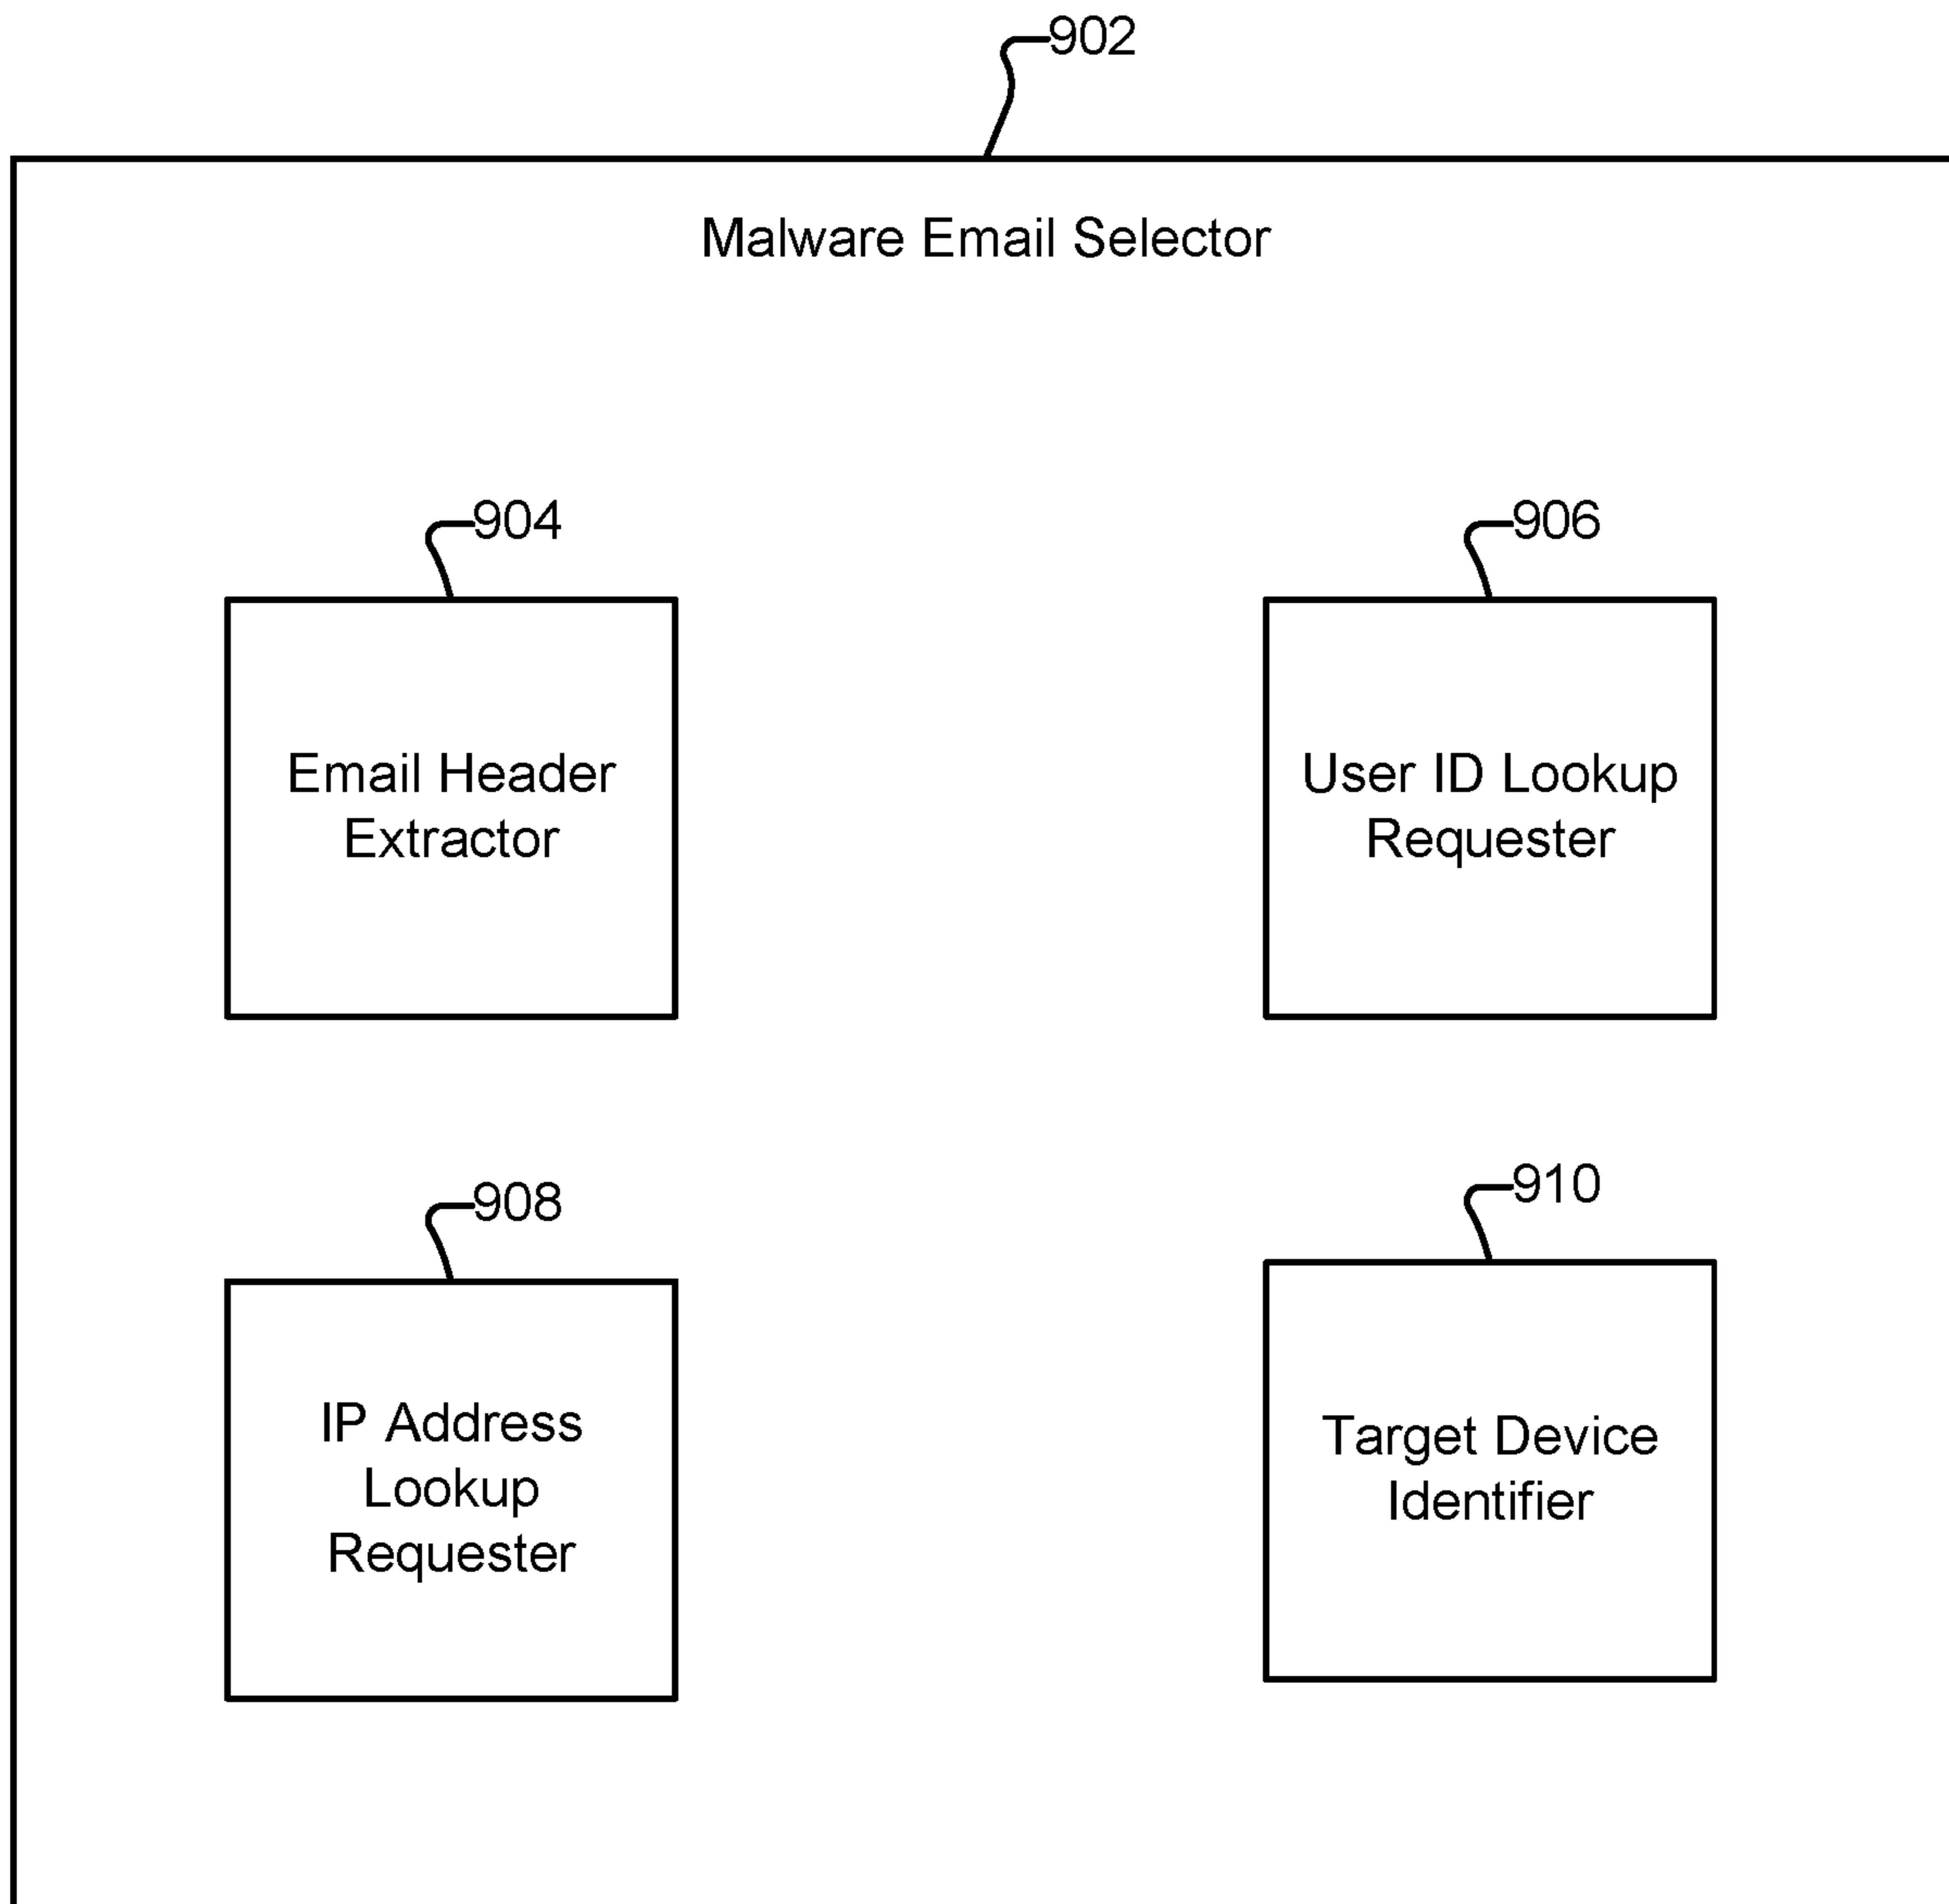 902
Malware Email Selector
904
906
Email Header
Extractor
User ID Lookup
Requester
908
910
IP Address
Lookup
Requester
Target Device
Identifier